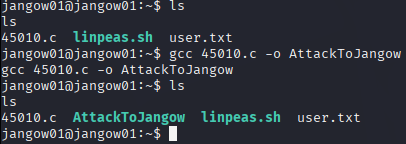 jangow01@jangow01:~$ ls
ls
45010.c  linpeas.sh  user.txt
jangow01@jangow01:~$ gcc 45010.c -o AttackToJangow
gcc 45010.c -o AttackToJangow
jangow01@jangow01:~$ ls
ls
45010.c  AttackToJangow  linpeas.sh  user.txt
jangow01@jangow01:~$